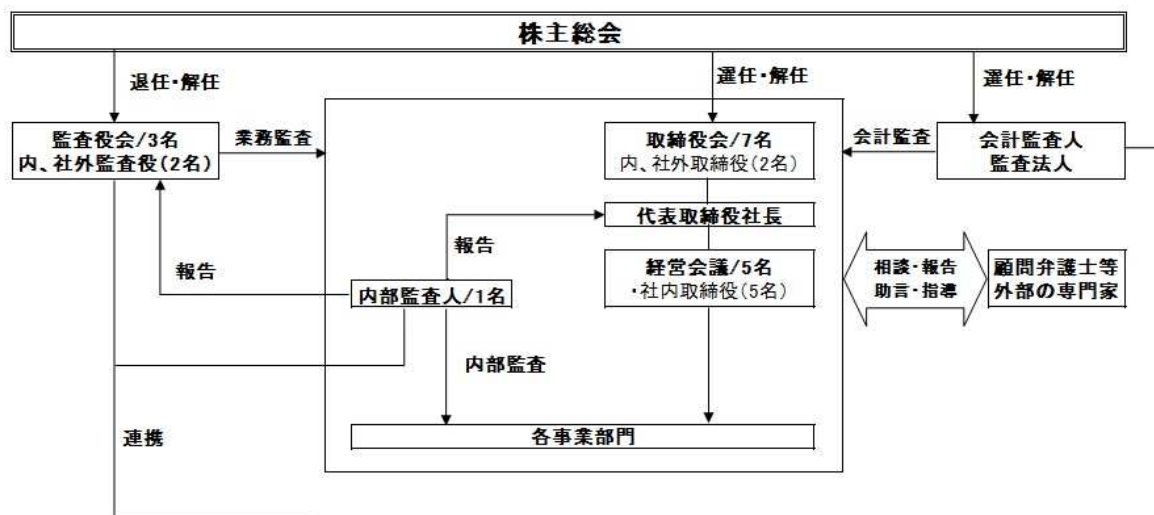 株主総会
退任・解任
選任・解任
選任・解任
監査役会/3名
内、社外監査役(2名)
業務監査
取締役会/7名
内、社外取締役(2名)
会計監査
会計監査人
監査法人
代表取締役社長
報告
報告
経営会議/5名
・社内取締役(5名)
相談・報告
助言・指導
顧問弁護士等
外部の専門家
内部監査人/1名
内部監査
連携
各事業部門